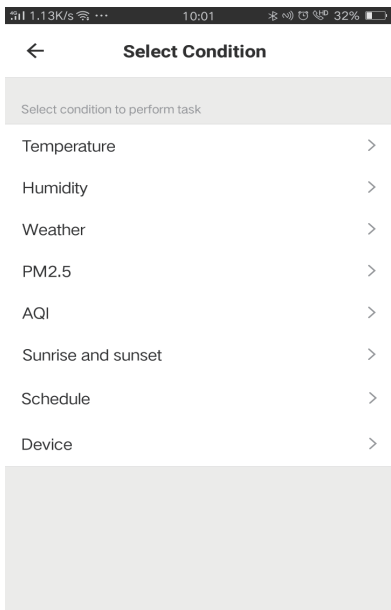 1.13K/s ··· 10:01 32%
Select Condition
Select condition to perform task
Temperature
Humidity
Weather
PM2.5
AQI
Sunrise and sunset
Schedule
Device